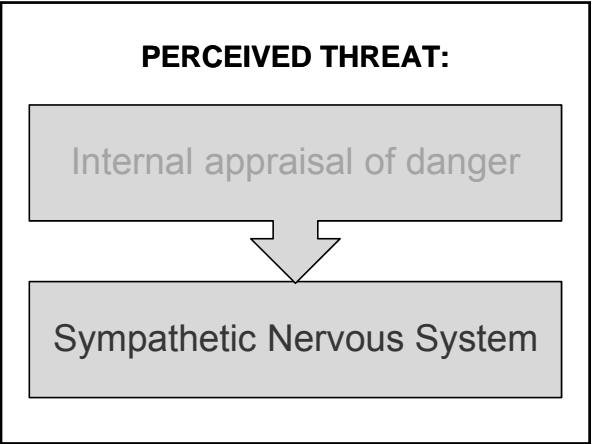 PERCEIVED THREAT:
Internal appraisal of danger
Sympathetic Nervous System